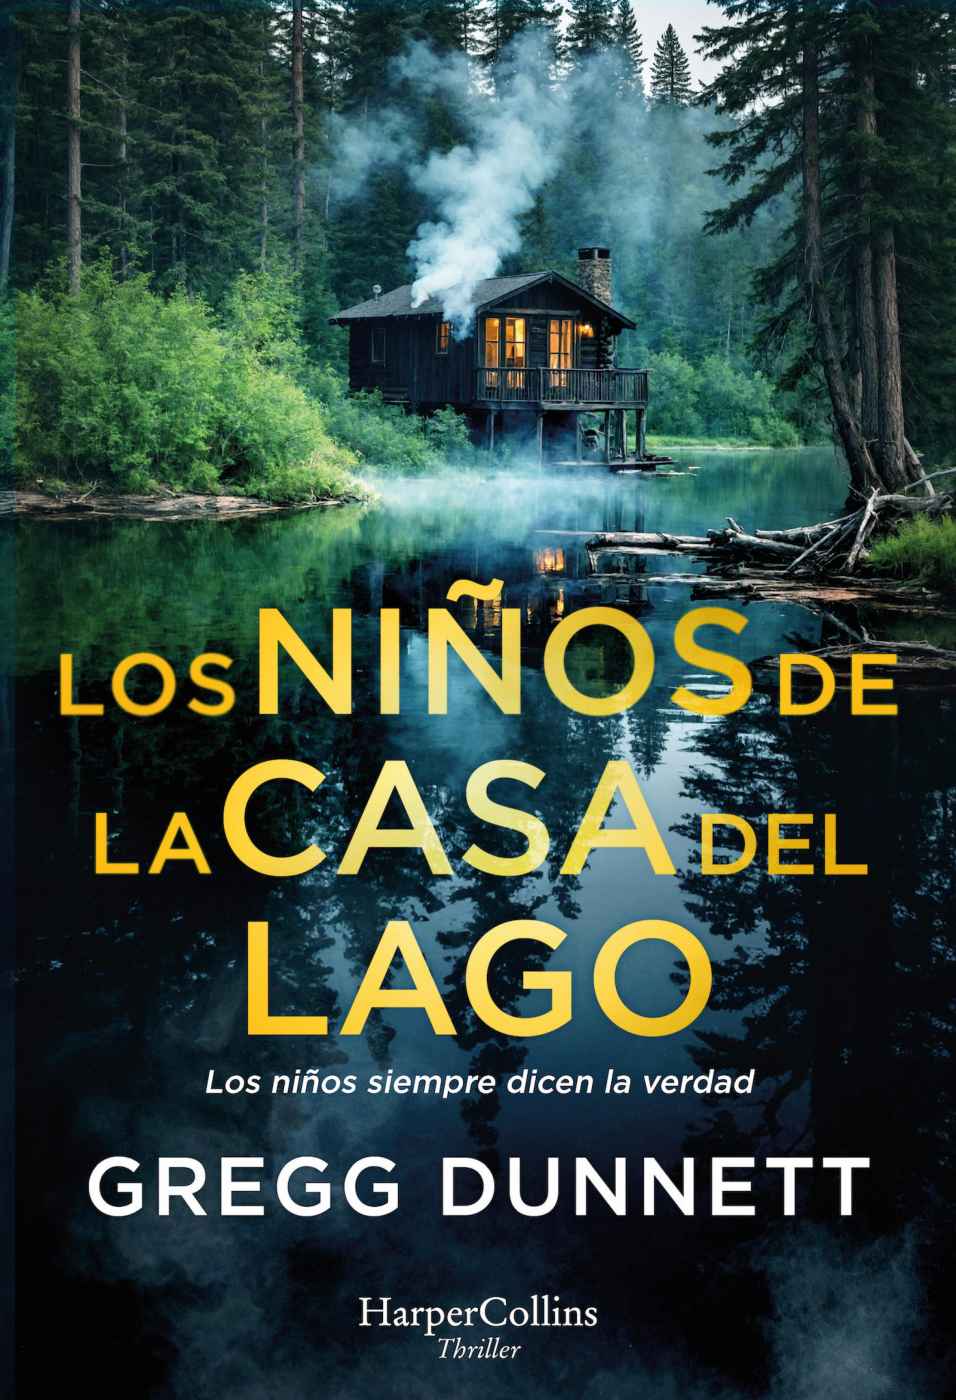 LOS NIÑOS DE
LA CASA DEL
LAGO
Los niños siempre dicen la verdad
GREGG DUNNETT
HarperCollins
Thriller